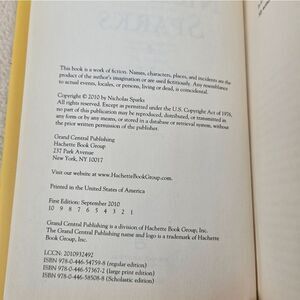 This book is a work of fiction. Names, characters, places, and incidents are the
product of the author's imagination or are used fictitiously. Any resemblance
to actual events, locales, or persons, living or dead, is coincidental.
Copyright © 2010 by Nicholas Sparks
All rights reserved. Except as permitted under the U.S. Copyright Act of 1976,
no part of this publication may be reproduced, distributed, or transmitted in
any form or by any means, or stored in a database or retrieval system, without
the prior written permission of the publisher.
Grand Central Publishing
Hachette Book Group
237 Park Avenue
New York, NY 10017
Visit our website at www.HachetteBookGroup.com
Printed in the United States of America
First Edition: September 2010
10 9 8 7 6 5 4 3 2 1
Grand Central Publishing is a division of Hachette Book Group, Inc.
The Grand Central Publishing name and logo is a trademark of Hachette
Book Group, Inc.
LCCN: 2010932492
ISBN 978-0-446-54759-8 (regular edition)
ISBN 978-0-446-57367-2 (large print edition)
ISBN 978-0-446-58508-8 (Scholastic edition)